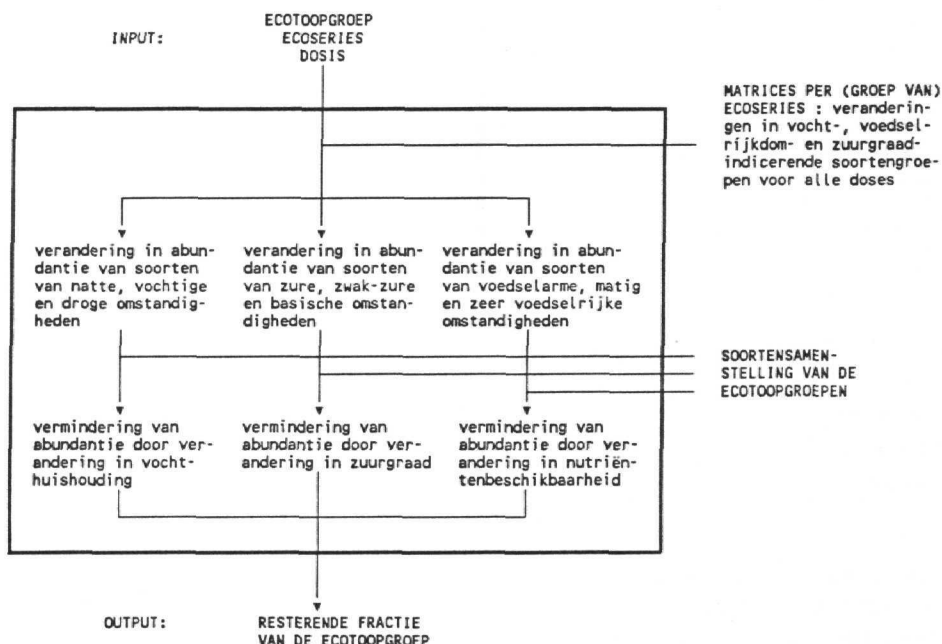 ECOTOOPGROEP
INPUT: ECOSERIES
DOSIS
MATRICES PER (GROEP VAN)
ECOSERIES : veranderin-
gen in vocht-, voedsel-
rijkdom- en zuurgraad-
indicerende soortengroe-
pen voor alle doses
verandering in abun-
dantie van soorten
van natte, vochtige
en droge omstandig-
heden
verandering in abun-
dantie van soorten
van zure, zwak-zure
en basische omstan-
digheden
verandering in abun-
dantie van soorten
van voedselarme, matig
en zeer voedselrijke
omstandigheden
SOORTENSAMEN-
STELLING VAN DE
ECOTOOPGROEPEN
vermindering van
abundantie door ver-
andering in vocht-
huishouding
vermindering van
abundantie door ver-
andering in zuurgraad
vermindering van
abundantie door ver-
andering in nutriën-
tenbeschikbaarheid
OUTPUT: RESTERENDE FRACTIE
VAN DE ECOTOOPGROEP